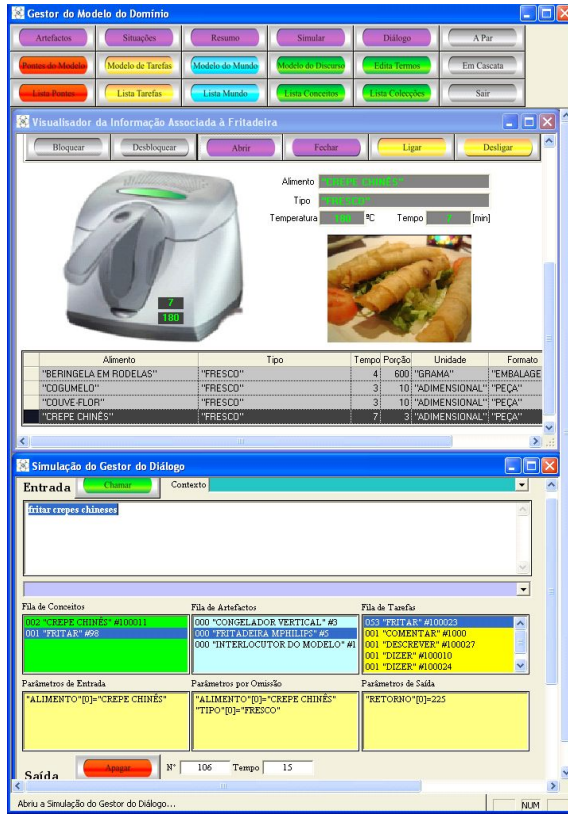 Gestor do Modelo do Domínio
Artefactos Situações Resumo Simular Diálogo A Par
Pontes do Modelo Modelo de Tarefas Modelo do Mundo Modelo do Discurso Edita Termos Em Cascata
Lista Pontes Lista Tarefas Lista Mundo Lista Conceitos Lista Colecções Sair
Visualisador da Informação Associada à Fritadeira
Bloquear Desbloquear Abrir Fechar Ligar Desligar
Alimento "CREPE CHINÊS"
Tipo "FRESCO"
Temperatura 180 ºC Tempo 7 [min]
7
180
Alimento Tipo Tempo Porção Unidade Formato
"BERINGELA EM RODELAS" "FRESCO" 4 600 "GRAMA" "EMBALAGE
"COGUMELO" "FRESCO" 3 10 "ADIMENSIONAL" "PEÇA"
"COUVE-FLOR" "FRESCO" 3 10 "ADIMENSIONAL" "PEÇA"
"CREPE CHINÊS" "FRESCO" 7 3 "ADIMENSIONAL" "PEÇA"
Simulação do Gestor do Diálogo
Entrada Chamar Contexto
fritar crepes chineses
Fila de Conceitos Fila de Artefactos Fila de Tarefas
002 "CREPE CHINÊS" #100011 000 "CONGELADOR VERTICAL" #3 053 "FRITAR" #100023
001 "FRITAR" #98 000 "FRITADEIRA MPHILIPS" #5 001 "COMENTAR" #1000
000 "INTERLOCUTOR DO MODELO" #1 001 "DESCREVER" #100027
001 "DIZER" #100010
001 "DIZER" #100024
Parâmetros de Entrada Parâmetros por Omissão Parâmetros de Saída
"ALIMENTO"[0]="CREPE CHINÊS" "ALIMENTO"[0]="CREPE CHINÊS" "RETORNO"[0]=225
"TIPO"[0]="FRESCO"
Saída Apagar Nº 106 Tempo 15
Abriu a Simulação do Gestor do Diálogo... NUM